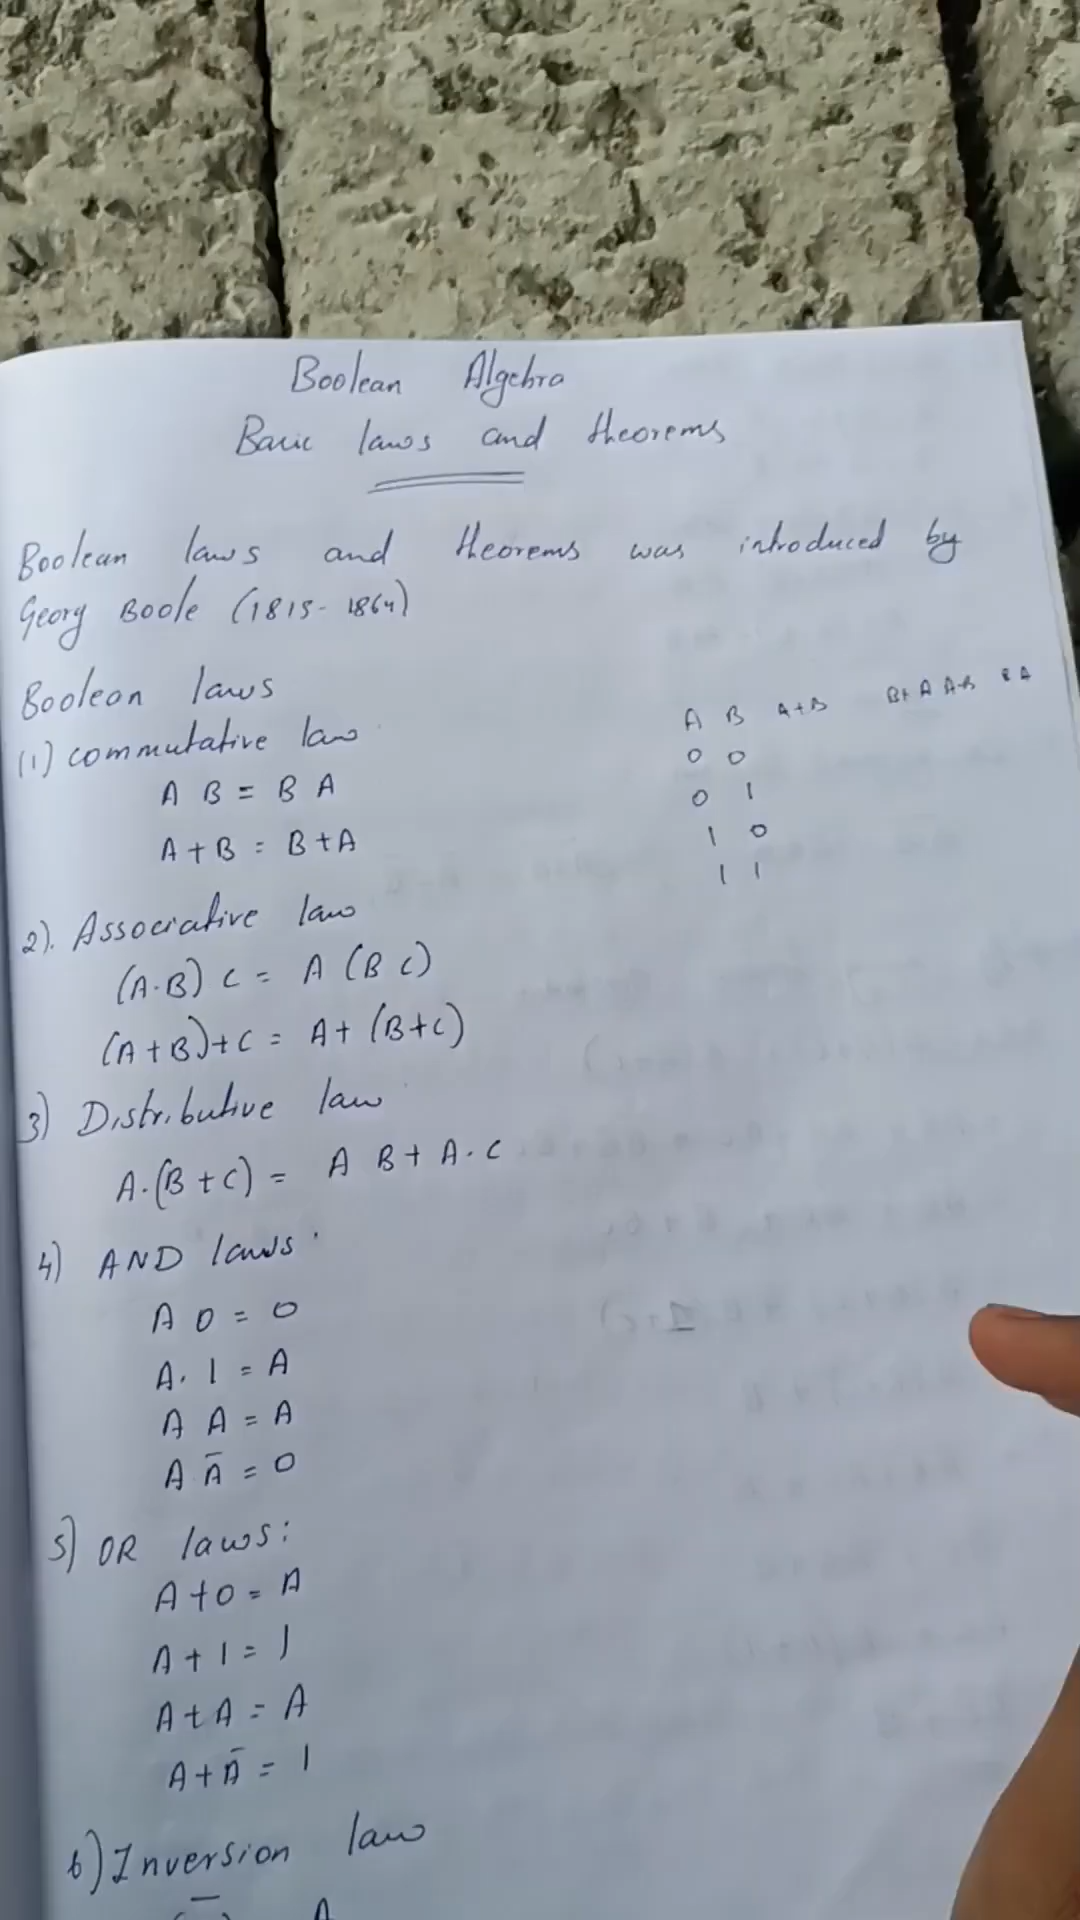 Boolean Algebra
Basic laws and theorems
Boolean laws and theorems was introduced by
Georg Boole (1815-1864)
Boolean laws
(1) commutative law
A B = B A
A+B = B+A
A B A+B B+A A·B B A
0 0
0 1
1 0
1 1
2). Associative law
(A·B) C = A (B C)
(A+B)+C = A+ (B+C)
3) Distributive law
A·(B+C) = A B + A·C
4) AND laws
A 0 = 0
A·1 = A
A A = A
A Ā = 0
5) OR laws:
A+0 = A
A+1 = 1
A+A = A
A+Ā = 1
6) Inversion law